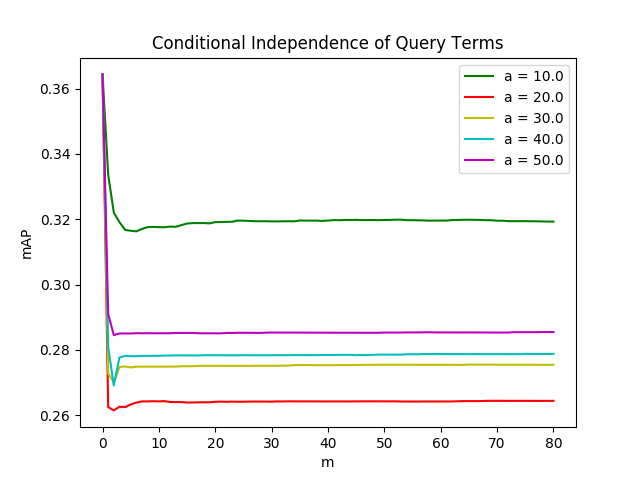 Conditional Independence of Query Terms
a = 10.0
a = 20.0
a = 30.0
a = 40.0
a = 50.0
mAP
0.36
0.34
0.32
0.30
0.28
0.26
0 10 20 30 40 50 60 70 80
m